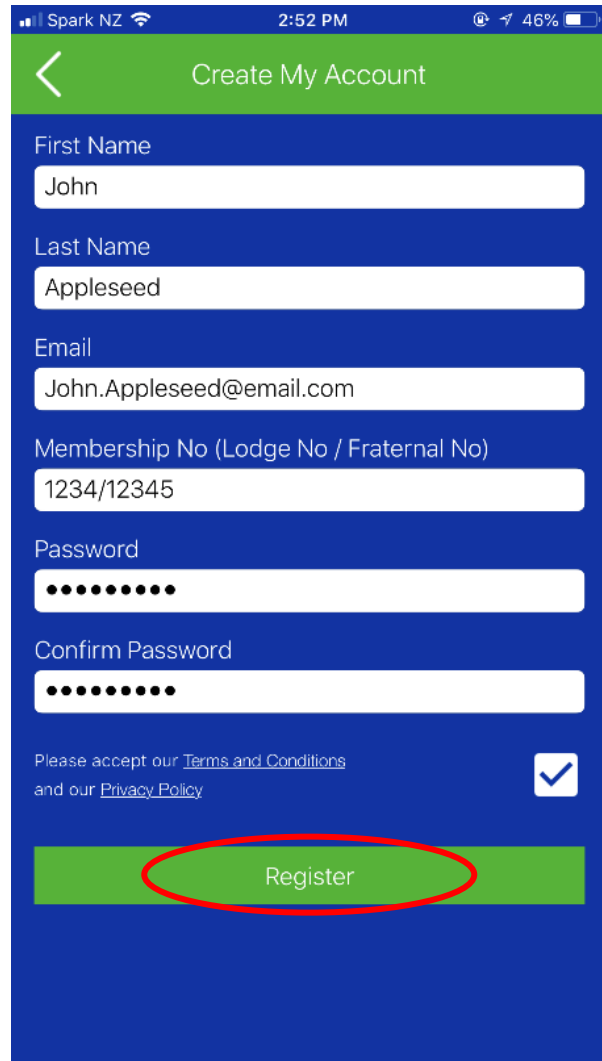 Spark NZ 2:52 PM 46%
Create My Account
First Name
John
Last Name
Appleseed
Email
John.Appleseed@email.com
Membership No (Lodge No / Fraternal No)
1234/12345
Password
•••••••••
Confirm Password
•••••••••
Please accept our Terms and Conditions
and our Privacy Policy
Register